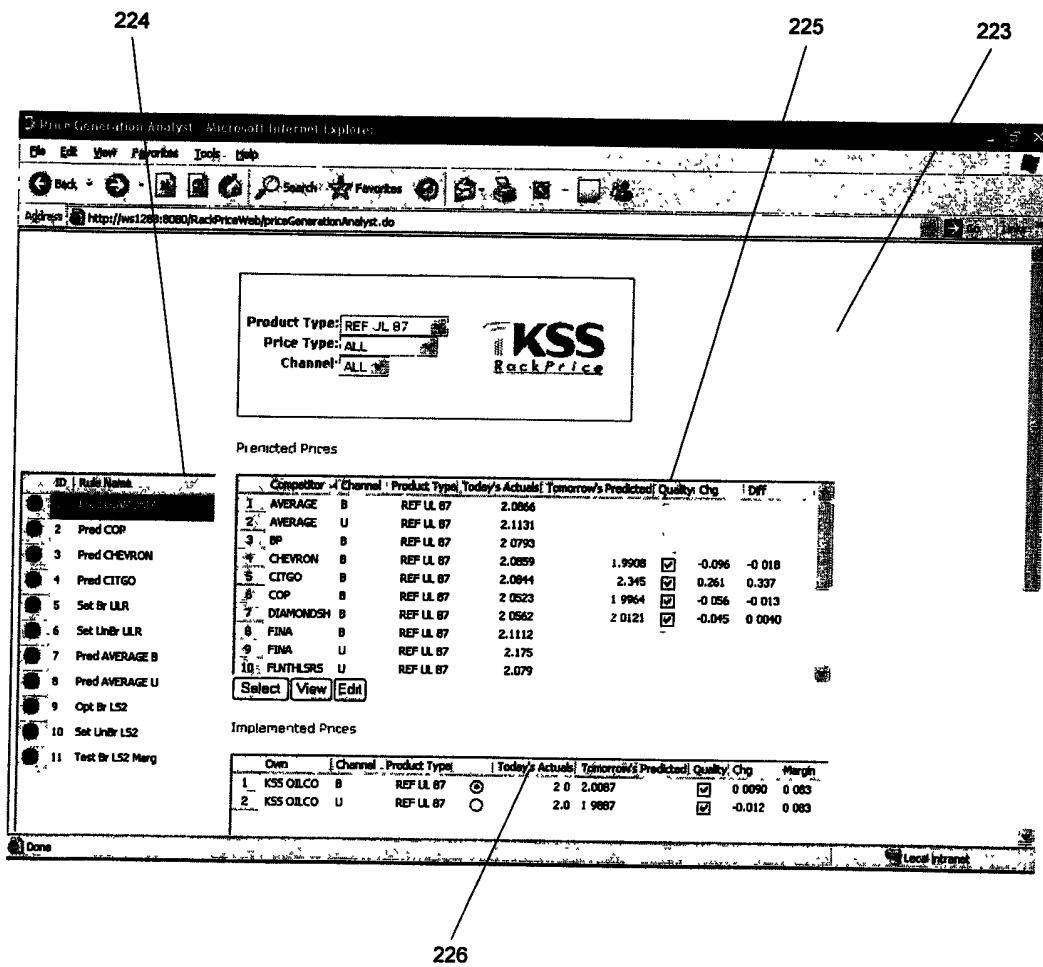 224
225
223
Price Generation Analyst - Microsoft Internet Explorer
File Edit View Favorites Tools Help
Back Search Favorites
Address http://ws1288:8080/RackPriceWeb/priceGenerationAnalyst.do Go Links
Product Type: REF UL 87
Price Type: ALL
Channel: ALL
KSS
RackPrice
Predicted Prices
ID Rule Name
2 Pred COP
3 Pred CHEVRON
4 Pred CITGO
5 Set Br ULR
6 Set UnBr ULR
7 Pred AVERAGE B
8 Pred AVERAGE U
9 Opt Br LS2
10 Set UnBr LS2
11 Test Br LS2 Marg
Competitor Channel Product Type Today's Actuals Tomorrow's Predicted Quality Chg Diff
1 AVERAGE B REF UL 87 2.0866
2 AVERAGE U REF UL 87 2.1131
3 BP B REF UL 87 2 0793
4 CHEVRON B REF UL 87 2.0859 1.9908 -0.096 -0 018
5 CITGO B REF UL 87 2.0844 2.345 0.261 0.337
6 COP B REF UL 87 2 0523 1 9964 -0 056 -0 013
7 DIAMONDSH B REF UL 87 2 0562 2 0121 -0.045 0 0040
8 FINA B REF UL 87 2.1112
9 FINA U REF UL 87 2.175
10 FLNTHLSRS U REF UL 87 2.079
Select View Edit
Implemented Prices
Own Channel Product Type Today's Actuals Tomorrow's Predicted Quality Chg Margin
1 KSS OILCO B REF UL 87 2 0 2.0087 0 0090 0 083
2 KSS OILCO U REF UL 87 2.0 1 9887 -0.012 0 083
Done Local intranet
226